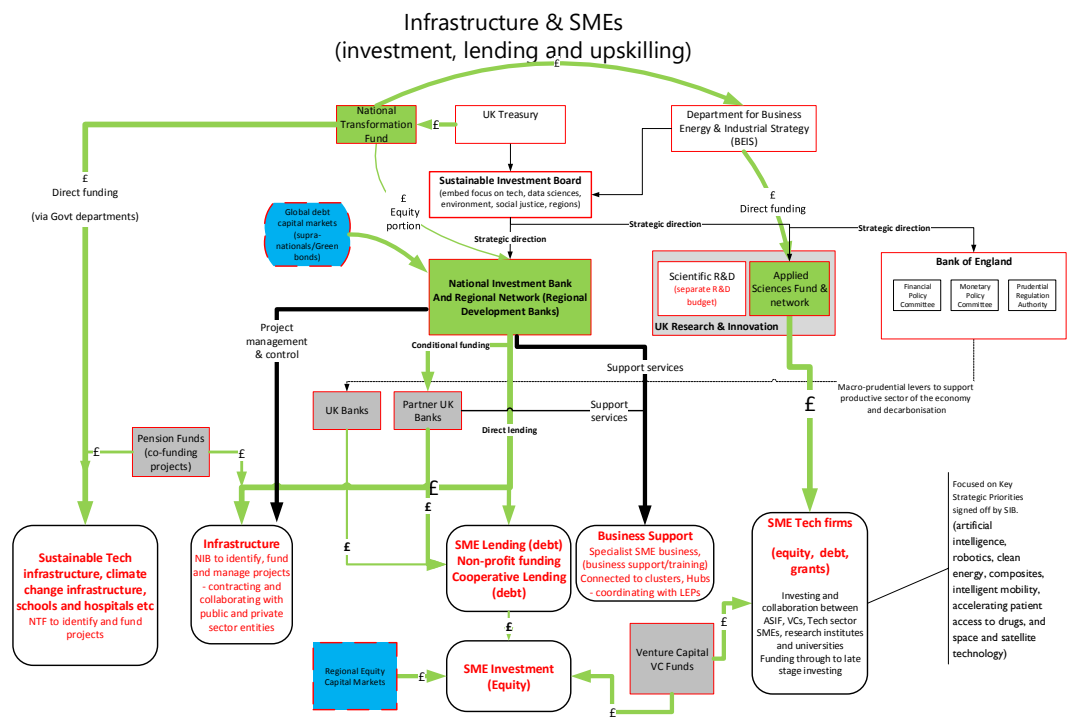 Infrastructure & SMEs
(investment, lending and upskilling)
£
National
Transformation
Fund
£
UK Treasury
Department for Business
Energy & Industrial Strategy
(BEIS)
£
Direct funding
(via Govt departments)
Sustainable Investment Board
(embed focus on tech, data sciences,
environment, social justice, regions)
£
Equity
portion
£
Direct funding
Global debt
capital markets
(supra-
nationals/Green
bonds)
Strategic direction
Strategic direction
Strategic direction
National Investment Bank
And Regional Network (Regional
Development Banks)
Scientific R&D
(separate R&D
budget)
Applied
Sciences Fund &
network
UK Research & Innovation
Bank of England
Financial
Policy
Committee
Monetary
Policy
Committee
Prudential
Regulation
Authority
Project
management
& control
Conditional funding
Support services
Macro-prudential levers to support
productive sector of the economy
and decarbonisation
UK Banks
Partner UK
Banks
Support
services
£
Direct lending
Pension Funds
(co-funding
projects)
£
£
£
£
£
Focused on Key
Strategic Priorities
signed off by SIB.
(artificial
intelligence,
robotics, clean
energy, composites,
intelligent mobility,
accelerating patient
access to drugs, and
space and satellite
technology)
Sustainable Tech
infrastructure, climate
change infrastructure,
schools and hospitals etc
NTF to identify and fund
projects
Infrastructure
NIB to identify, fund
and manage projects
- contracting and
collaborating with
public and private
sector entities
SME Lending (debt)
Non-profit funding
Cooperative Lending
(debt)
Business Support
Specialist SME business,
(business support/training)
Connected to clusters, Hubs
- coordinating with LEPs
SME Tech firms
(equity, debt,
grants)
Investing and
collaboration between
ASIF, VCs, Tech sector
SMEs, research institutes
and universities
Funding through to late
stage investing
£
£
Regional Equity
Capital Markets
£
SME Investment
(Equity)
Venture Capital
VC Funds
£